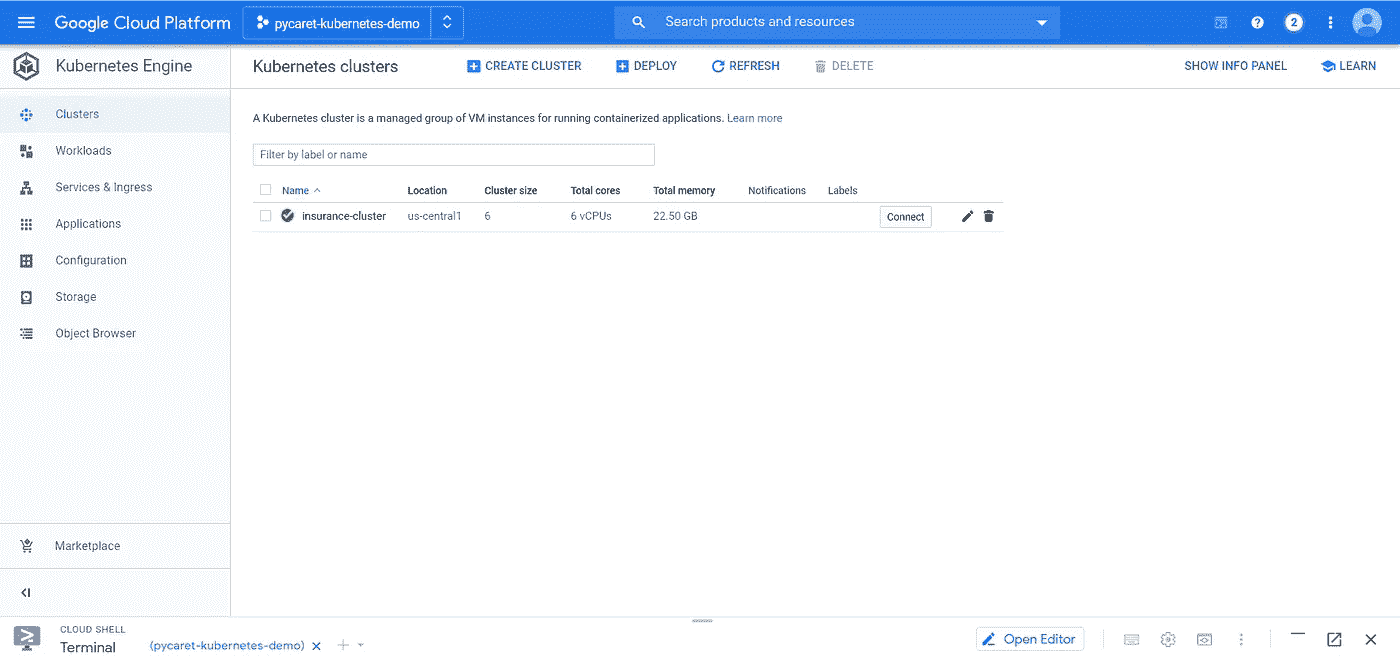 Google Cloud Platform pycaret-kubernetes-demo Search products and resources ? 2
Kubernetes Engine Kubernetes clusters CREATE CLUSTER DEPLOY REFRESH DELETE SHOW INFO PANEL LEARN
Clusters
Workloads
Services & Ingress
Applications
Configuration
Storage
Object Browser
Marketplace
A Kubernetes cluster is a managed group of VM instances for running containerized applications. Learn more
Filter by label or name
Name Location Cluster size Total cores Total memory Notifications Labels
insurance-cluster us-central1 6 6 vCPUs 22.50 GB Connect
CLOUD SHELL
Terminal (pycaret-kubernetes-demo) Open Editor